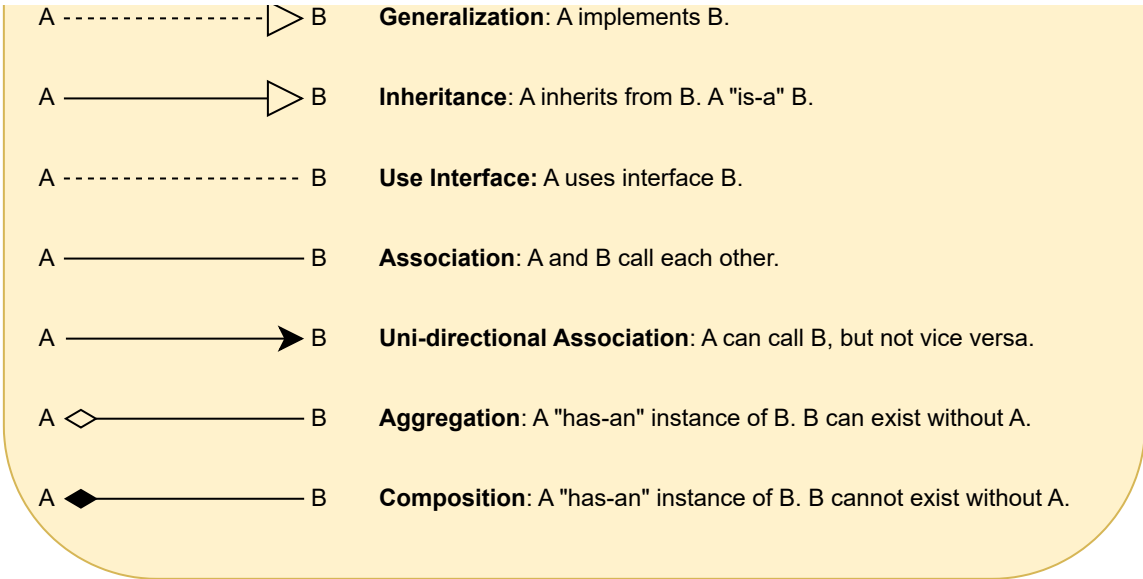 A B Generalization: A implements B.
A B Inheritance: A inherits from B. A "is-a" B.
A B Use Interface: A uses interface B.
A B Association: A and B call each other.
A B Uni-directional Association: A can call B, but not vice versa.
A B Aggregation: A "has-an" instance of B. B can exist without A.
A B Composition: A "has-an" instance of B. B cannot exist without A.